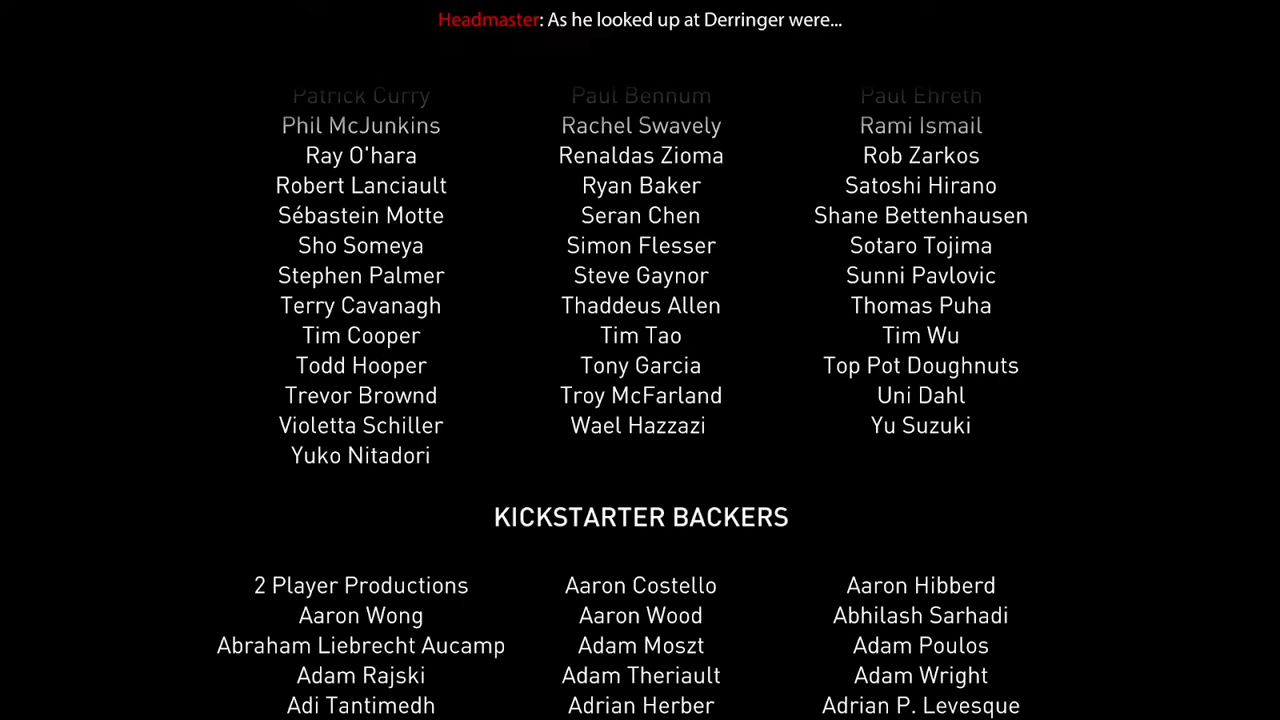 Headmaster: As he looked up at Derringer were...
Patrick Curry Paul Bennum Paul Ehreth
Phil McJunkins Rachel Swavely Rami Ismail
Ray O'hara Renaldas Zioma Rob Zarkos
Robert Lanciault Ryan Baker Satoshi Hirano
Sébastein Motte Seran Chen Shane Bettenhausen
Sho Someya Simon Flesser Sotaro Tojima
Stephen Palmer Steve Gaynor Sunni Pavlovic
Terry Cavanagh Thaddeus Allen Thomas Puha
Tim Cooper Tim Tao Tim Wu
Todd Hooper Tony Garcia Top Pot Doughnuts
Trevor Brownd Troy McFarland Uni Dahl
Violetta Schiller Wael Hazzazi Yu Suzuki
Yuko Nitadori
KICKSTARTER BACKERS
2 Player Productions Aaron Costello Aaron Hibberd
Aaron Wong Aaron Wood Abhilash Sarhadi
Abraham Liebrecht Aucamp Adam Moszt Adam Poulos
Adam Rajski Adam Theriault Adam Wright
Adi Tantimedh Adrian Herber Adrian P. Levesque